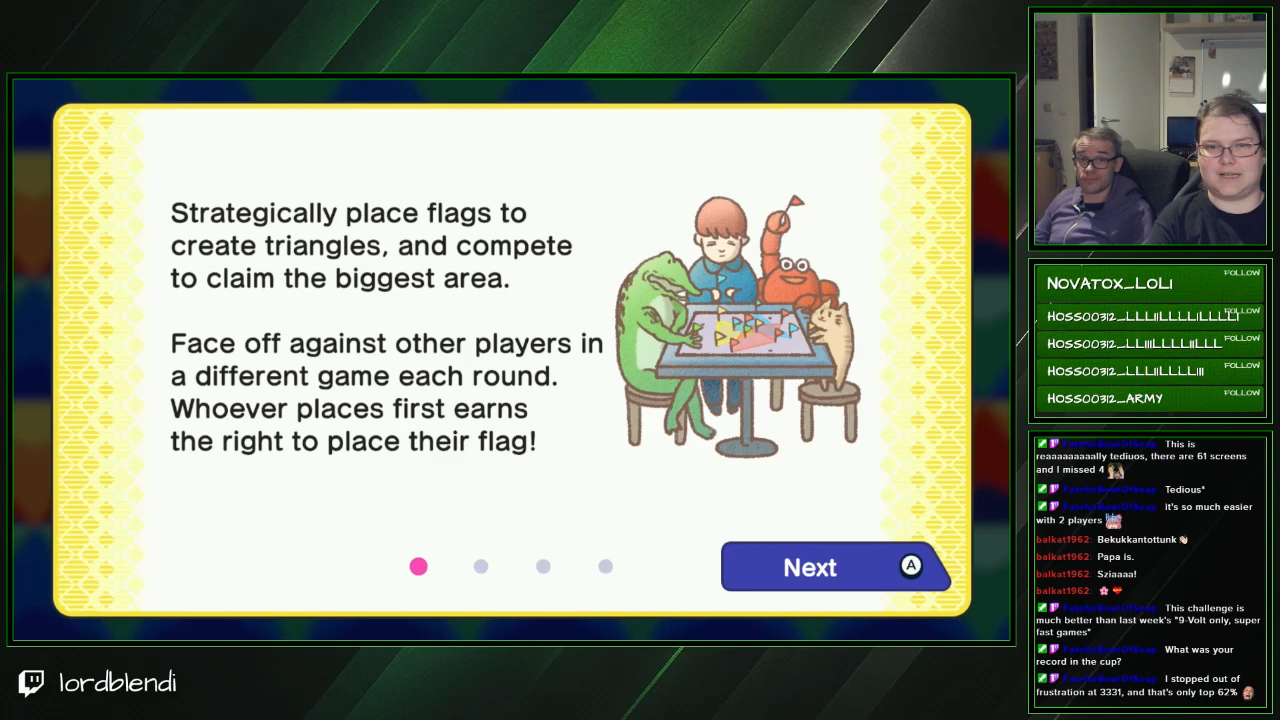 Strategically place flags to
create triangles, and compete
to claim the biggest area.
Face off against other players in
a different game each round.
Whoever places first earns
the right to place their flag!
Next
A
lordblendi
NOVATOX_LOLI
FOLLOW
FOLLOW
FOLLOW
FOLLOW
HOSS00312_ARMY
FOLLOW
This is
reaaaaaaaaally tediuos, there are 61 screens
and I missed 4
Tedious*
it's so much easier
with 2 players
balkat1962: Bekukkantottunk
balkat1962: Papa is.
balkat1962: Sziaaaa!
balkat1962:
This challenge is
much better than last week's "9-Volt only, super
fast games"
What was your
record in the cup?
I stopped out of
frustration at 3331, and that's only top 62%